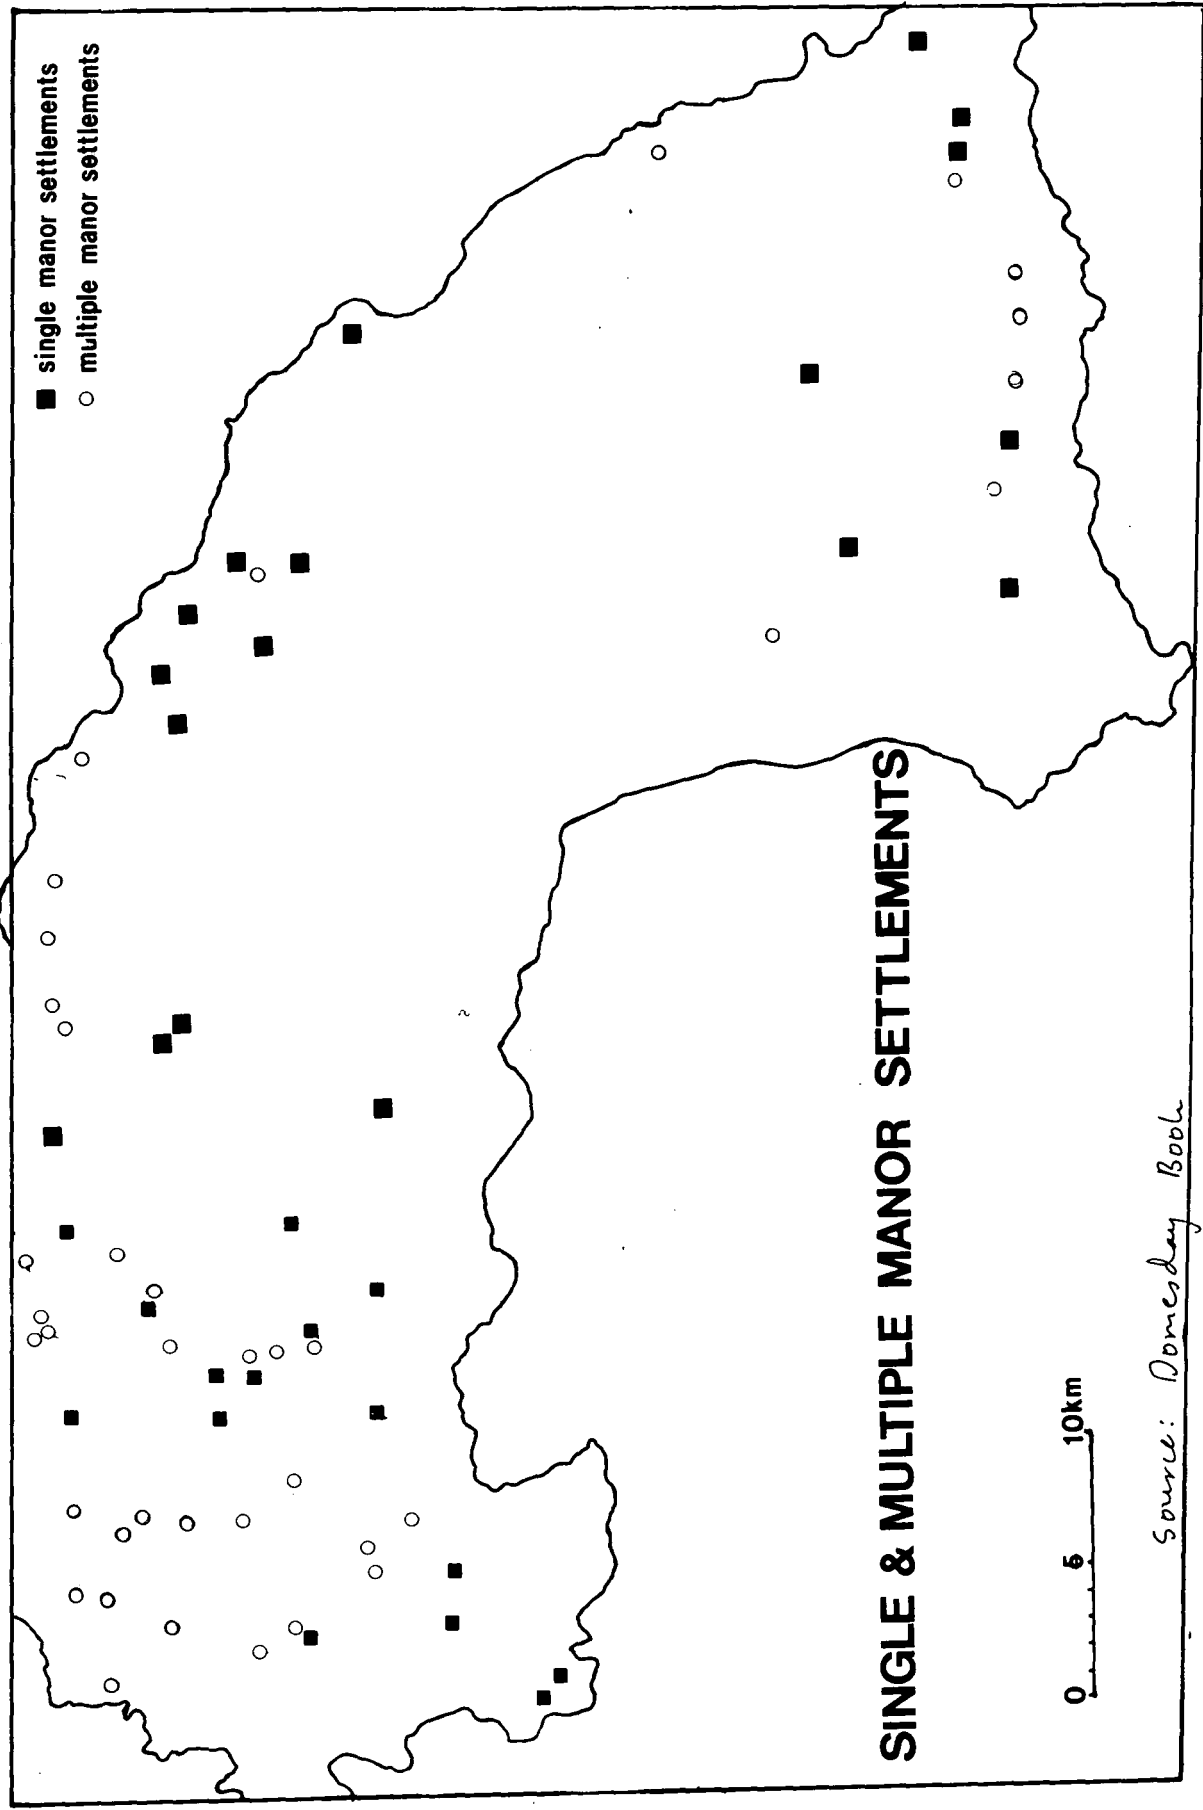 single manor settlements
multiple manor settlements
SINGLE & MULTIPLE MANOR SETTLEMENTS
0 5 10km
Source: Domesday Book